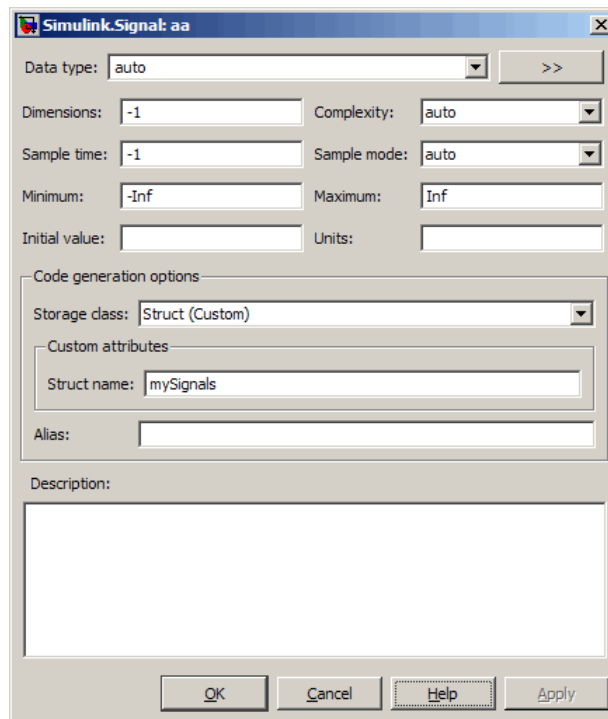 Simulink.Signal: aa
Data type: auto >>
Dimensions: -1 Complexity: auto
Sample time: -1 Sample mode: auto
Minimum: -Inf Maximum: Inf
Initial value: Units:
Code generation options
Storage class: Struct (Custom)
Custom attributes
Struct name: mySignals
Alias:
Description:
OK Cancel Help Apply